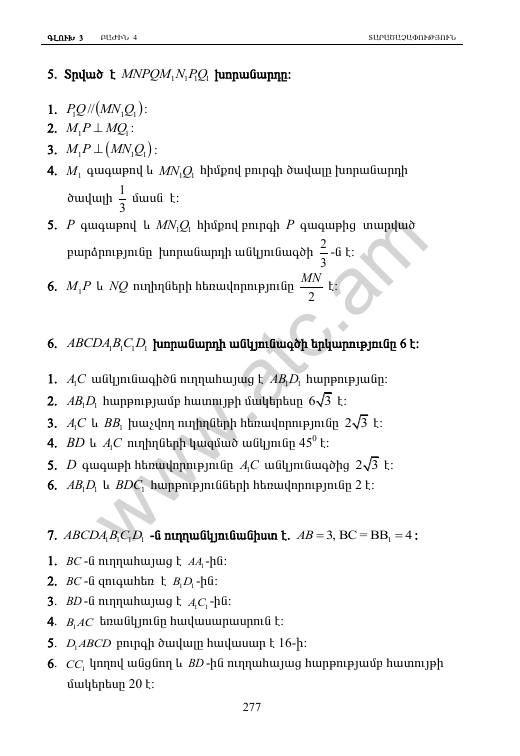 ԳԼՈՒԽ 3 ԲԱԺԻՆ 4 ՏԱՐԱԾԱՉԱՓՈՒԹՅՈՒՆ
5. Տրված է MNPQM₁N₁P₁Q₁ խորանարդը:
1. P₁Q//(MN₁Q₁):
2. M₁P ⊥ MQ₁:
3. M₁P ⊥ (MN₁Q₁):
4. M₁ գագաթով և MN₁Q₁ հիմքով բուրգի ծավալը խորանարդի
ծավալի 1/3 մասն է:
5. P գագաթով և MN₁Q₁ հիմքով բուրգի P գագաթից տարված
բարձրությունը խորանարդի անկյունագծի 2/3 -ն է:
6. M₁P և NQ ուղիղների հեռավորությունը MN/2 է:
6. ABCDA₁B₁C₁D₁ խորանարդի անկյունագծի երկարությունը 6 է:
1. A₁C անկյունագիծն ուղղահայաց է AB₁D₁ հարթությանը:
2. AB₁D₁ հարթությամբ հատույթի մակերեսը 6√3 է:
3. A₁C և BB₁ խաչվող ուղիղների հեռավորությունը 2√3 է:
4. BD և A₁C ուղիղների կազմած անկյունը 45⁰ է:
5. D գագաթի հեռավորությունը A₁C անկյունագծից 2√3 է:
6. AB₁D₁ և BDC₁ հարթությունների հեռավորությունը 2 է:
7. ABCDA₁B₁C₁D₁ -ն ուղղանկյունանիստ է. AB = 3, BC = BB₁ = 4 :
1. BC -ն ուղղահայաց է AA₁ -ին:
2. BC -ն զուգահեռ է B₁D₁ -ին:
3. BD -ն ուղղահայաց է A₁C₁ -ին:
4. B₁AC եռանկյունը հավասարասրուն է:
5. D₁ABCD բուրգի ծավալը հավասար է 16-ի:
6. CC₁ կողով անցնող և BD -ին ուղղահայաց հարթությամբ հատույթի
մակերեսը 20 է:
277
www.atc.am